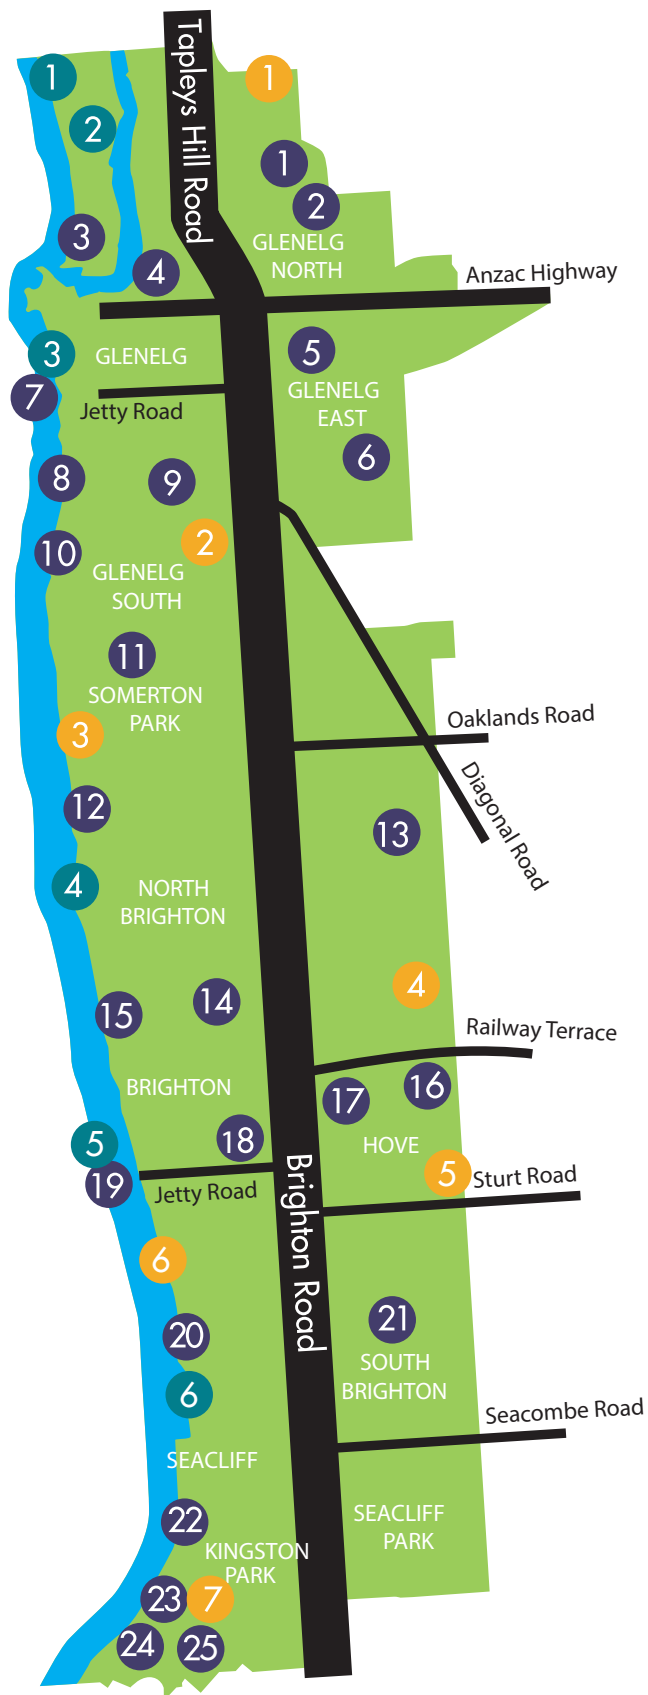 Tapleys Hill Road
1
1
2
1
2
3
4
GLENELG
NORTH
Anzac Highway
3
GLENELG
5
7
Jetty Road
GLENELG
EAST
6
8
9
2
10
GLENELG
SOUTH
11
SOMERTON
PARK
3
Oaklands Road
Diagonal Road
12
13
4
NORTH
BRIGHTON
4
15
14
Railway Terrace
BRIGHTON
17
16
5
18
HOVE
19
Jetty Road
5
Sturt Road
Brighton Road
6
20
21
6
SOUTH
BRIGHTON
Seacombe Road
SEACLIFF
22
SEACLIFF
PARK
KINGSTON
PARK
23
7
24
25